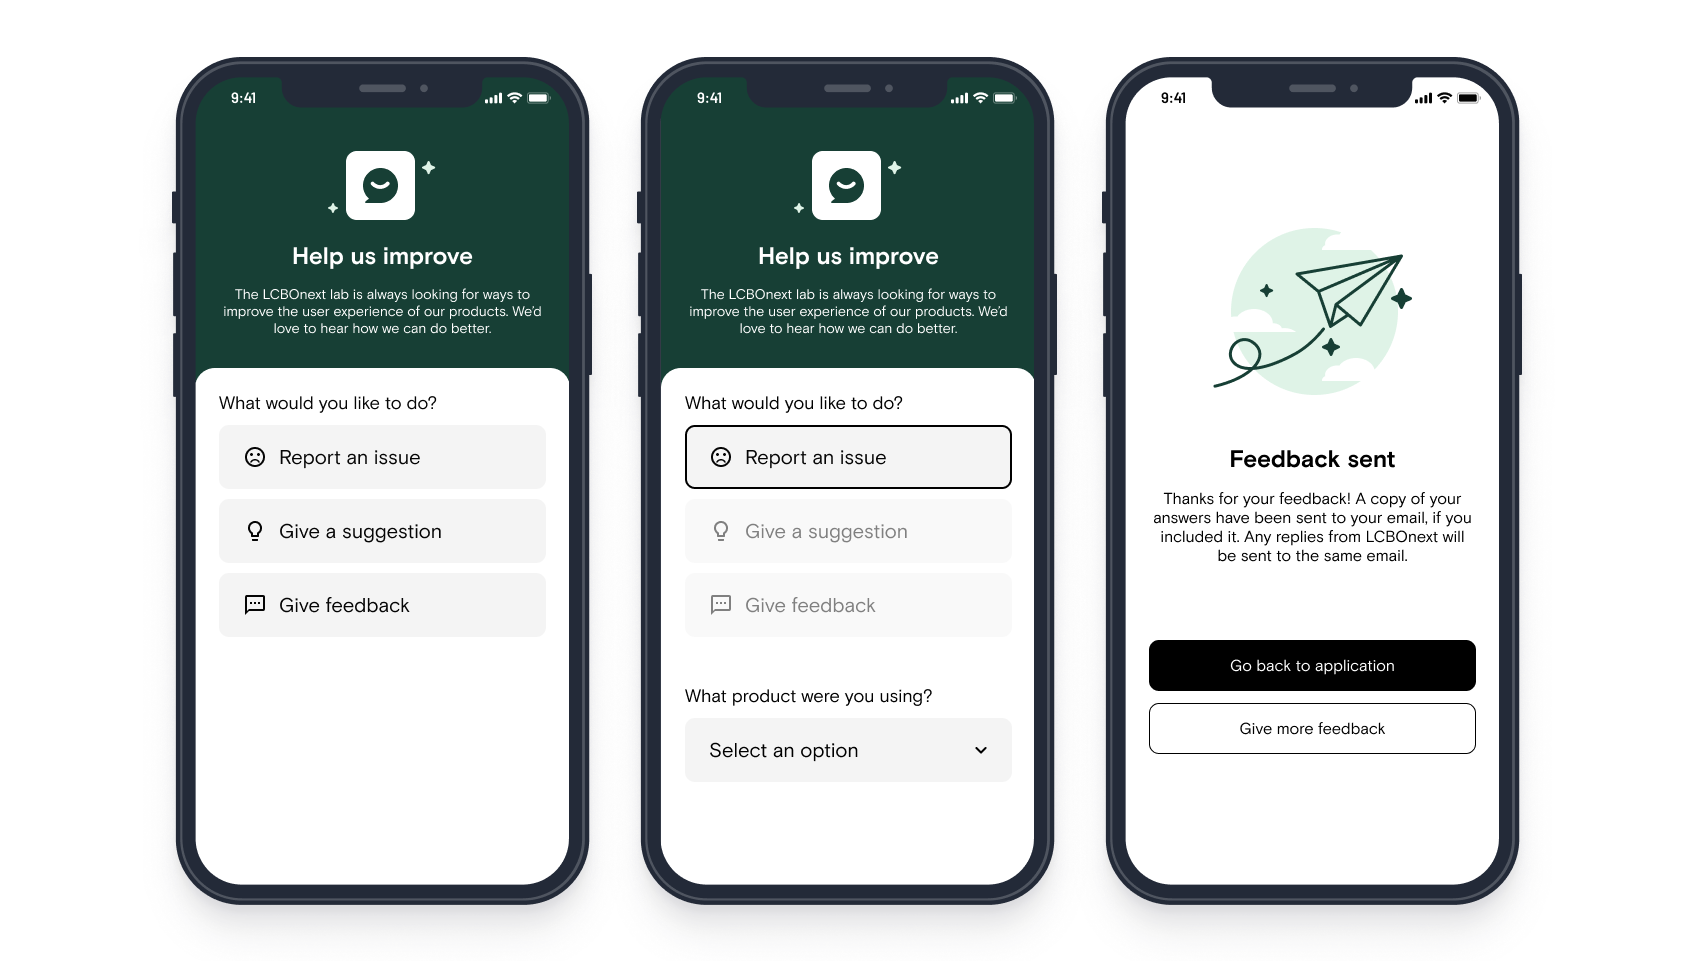 9:41
Help us improve
The LCBOnext lab is always looking for ways to
improve the user experience of our products. We'd
love to hear how we can do better.
What would you like to do?
Report an issue
Give a suggestion
Give feedback
9:41
Help us improve
The LCBOnext lab is always looking for ways to
improve the user experience of our products. We'd
love to hear how we can do better.
What would you like to do?
Report an issue
Give a suggestion
Give feedback
What product were you using?
Select an option
9:41
Feedback sent
Thanks for your feedback! A copy of your
answers have been sent to your email, if you
included it. Any replies from LCBOnext will
be sent to the same email.
Go back to application
Give more feedback